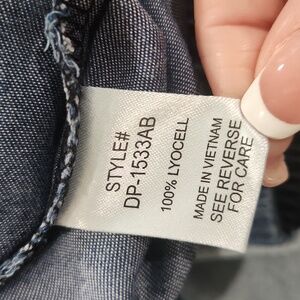 STYLE#
DP-1533AB
100% LYOCELL
MADE IN VIETNAM
SEE REVERSE
FOR CARE